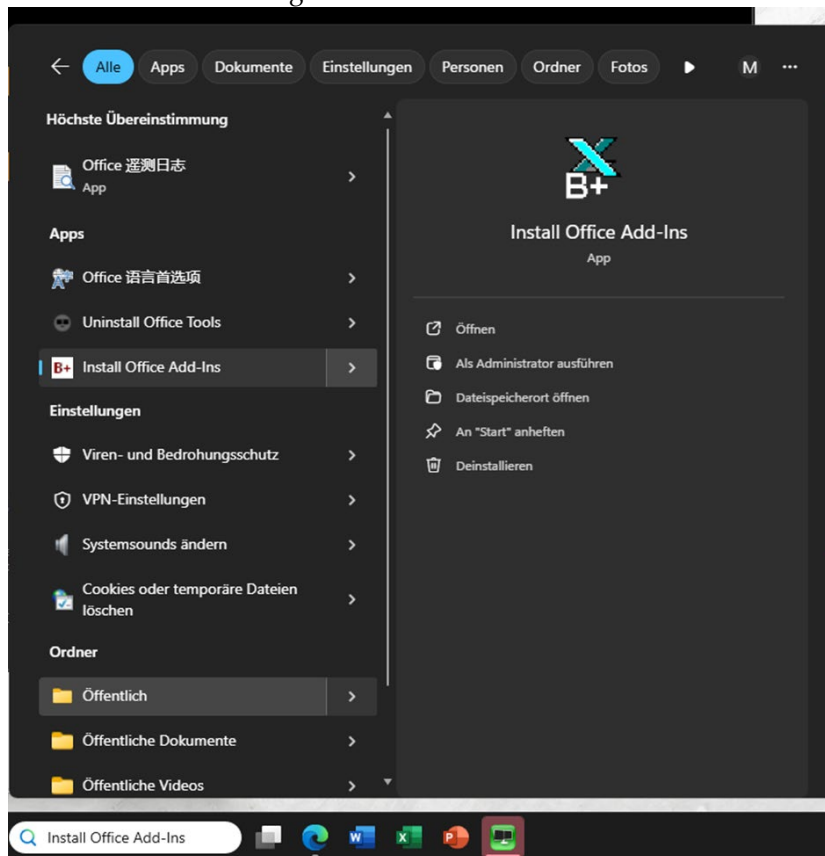 Alle Apps Dokumente Einstellungen Personen Ordner Fotos M
Höchste Übereinstimmung
Office 遥测日志
App
Apps
Office 语言首选项
Uninstall Office Tools
B+ Install Office Add-Ins
Einstellungen
Viren- und Bedrohungsschutz
VPN-Einstellungen
Systemsounds ändern
Cookies oder temporäre Dateien
löschen
Ordner
Öffentlich
Öffentliche Dokumente
Öffentliche Videos
X
B+
Install Office Add-Ins
App
Öffnen
Als Administrator ausführen
Dateispeicherort öffnen
An "Start" anheften
Deinstallieren
Install Office Add-Ins